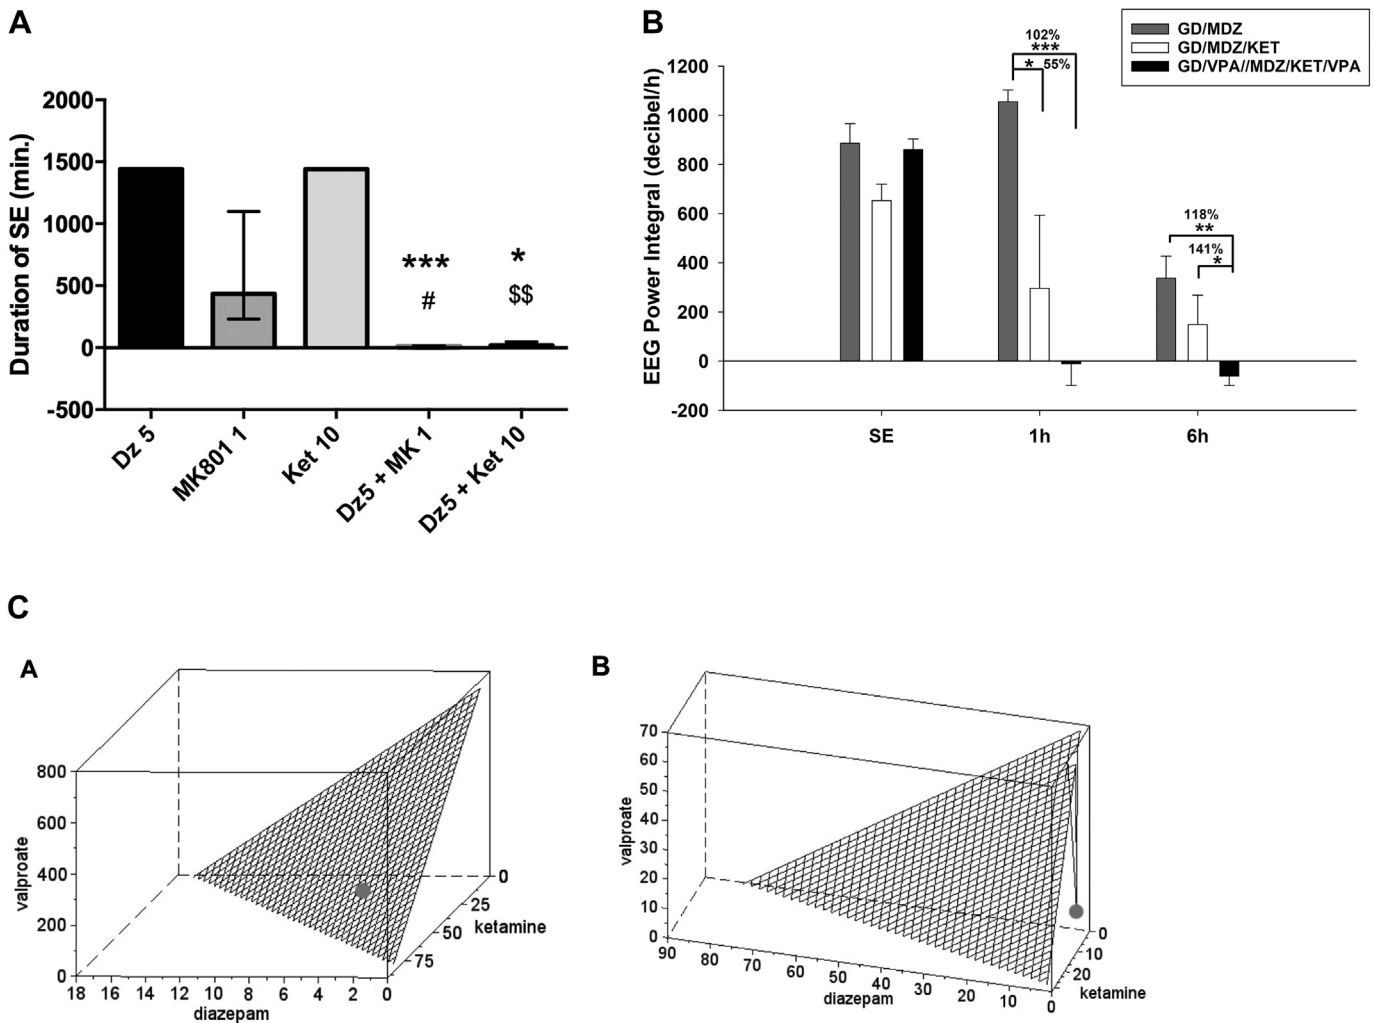 A
Duration of SE (min.)
2000
1500
1000
500
0
-500
***
#
*
$$
Dz 5
MK801 1
Ket 10
Dz5 + MK 1
Dz5 + Ket 10
B
GD/MDZ
GD/MDZ/KET
GD/VPA//MDZ/KET/VPA
EEG Power Integral (decibel/h)
1200
1000
800
600
400
200
0
-200
102%
***
* 55%
118%
**
141%
*
SE 1h 6h
C
A
valproate
800
600
400
200
0
18 16 14 12 10 8 6 4 2 0
diazepam
0
25
50
75
ketamine
B
valproate
70
60
50
40
30
20
10
0
90 80 70 60 50 40 30 20 10 0
diazepam
0
10
20
ketamine